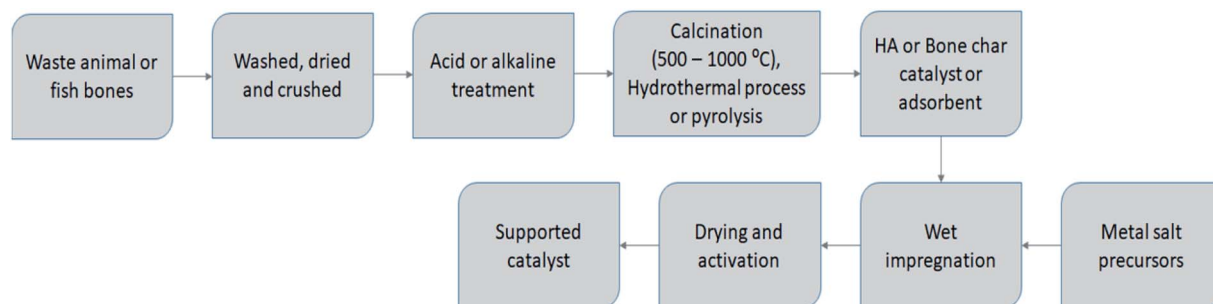 Waste animal or
fish bones
Washed, dried
and crushed
Acid or alkaline
treatment
Calcination
(500 – 1000 ⁰C),
Hydrothermal process
or pyrolysis
HA or Bone char
catalyst or
adsorbent
Supported
catalyst
Drying and
activation
Wet
impregnation
Metal salt
precursors